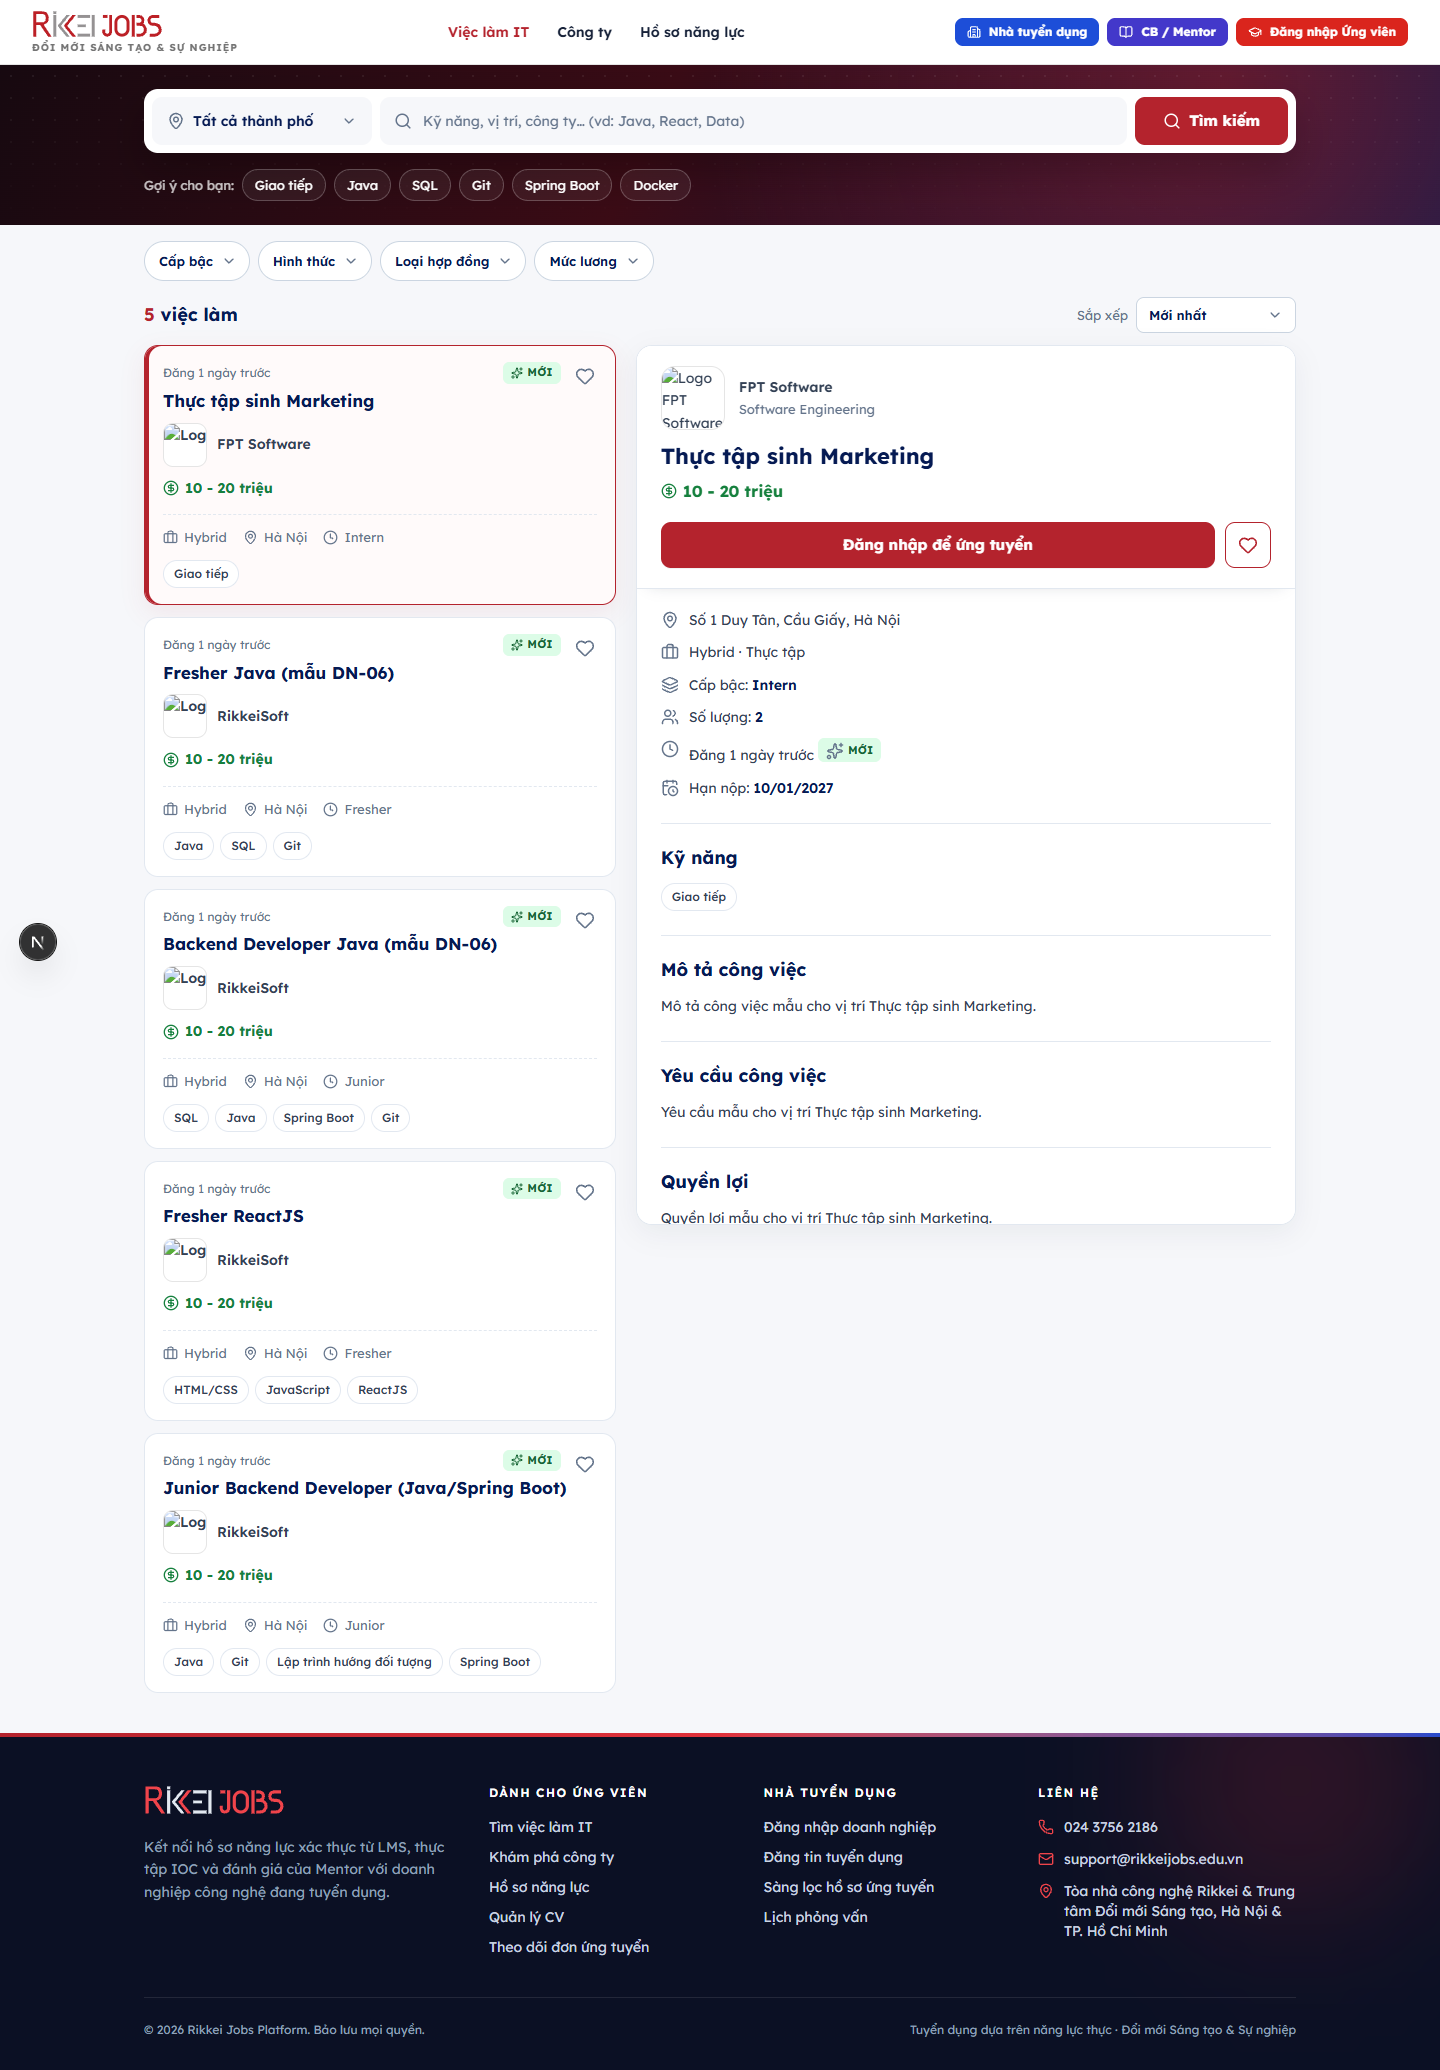 RIKKEI JOBS
ĐỔI MỚI SÁNG TẠO & SỰ NGHIỆP
Việc làm IT
Công ty
Hồ sơ năng lực
Nhà tuyển dụng
CB / Mentor
Đăng nhập Ứng viên
Tất cả thành phố
Kỹ năng, vị trí, công ty... (vd: Java, React, Data)
Tìm kiếm
Gợi ý cho bạn:
Giao tiếp
Java
SQL
Git
Spring Boot
Docker
Cấp bậc
Hình thức
Loại hợp đồng
Mức lương
5 việc làm
Sắp xếp
Mới nhất
Đăng 1 ngày trước
MỚI
Thực tập sinh Marketing
Log
FPT Software
10 - 20 triệu
Hybrid
Hà Nội
Intern
Giao tiếp
Đăng 1 ngày trước
MỚI
Fresher Java (mẫu DN-06)
Log
RikkeiSoft
10 - 20 triệu
Hybrid
Hà Nội
Fresher
Java
SQL
Git
Đăng 1 ngày trước
MỚI
Backend Developer Java (mẫu DN-06)
Log
RikkeiSoft
10 - 20 triệu
Hybrid
Hà Nội
Junior
SQL
Java
Spring Boot
Git
Đăng 1 ngày trước
MỚI
Fresher ReactJS
Log
RikkeiSoft
10 - 20 triệu
Hybrid
Hà Nội
Fresher
HTML/CSS
JavaScript
ReactJS
Đăng 1 ngày trước
MỚI
Junior Backend Developer (Java/Spring Boot)
Log
RikkeiSoft
10 - 20 triệu
Hybrid
Hà Nội
Junior
Java
Git
Lập trình hướng đối tượng
Spring Boot
Logo
FPT
Software
FPT Software
Software Engineering
Thực tập sinh Marketing
10 - 20 triệu
Đăng nhập để ứng tuyển
Số 1 Duy Tân, Cầu Giấy, Hà Nội
Hybrid · Thực tập
Cấp bậc: Intern
Số lượng: 2
Đăng 1 ngày trước MỚI
Hạn nộp: 10/01/2027
Kỹ năng
Giao tiếp
Mô tả công việc
Mô tả công việc mẫu cho vị trí Thực tập sinh Marketing.
Yêu cầu công việc
Yêu cầu mẫu cho vị trí Thực tập sinh Marketing.
Quyền lợi
Quyền lợi mẫu cho vị trí Thực tập sinh Marketing.
N
RIKKEI JOBS
Kết nối hồ sơ năng lực xác thực từ LMS, thực
tập IOC và đánh giá của Mentor với doanh
nghiệp công nghệ đang tuyển dụng.
DÀNH CHO ỨNG VIÊN
Tìm việc làm IT
Khám phá công ty
Hồ sơ năng lực
Quản lý CV
Theo dõi đơn ứng tuyển
NHÀ TUYỂN DỤNG
Đăng nhập doanh nghiệp
Đăng tin tuyển dụng
Sàng lọc hồ sơ ứng tuyển
Lịch phỏng vấn
LIÊN HỆ
024 3756 2186
support@rikkeijobs.edu.vn
Tòa nhà công nghệ Rikkei & Trung
tâm Đổi mới Sáng tạo, Hà Nội &
TP. Hồ Chí Minh
© 2026 Rikkei Jobs Platform. Bảo lưu mọi quyền.
Tuyển dụng dựa trên năng lực thực · Đổi mới Sáng tạo & Sự nghiệp